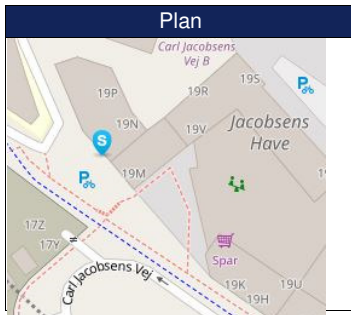 Plan
Carl Jacobsens
Vej B
19S
19P
19R
P
19N
19V
Jacobsens
Have
S
19M
P
17Z
17Y
Carl Jacobsens Vej
Spar
19K
19U
19H